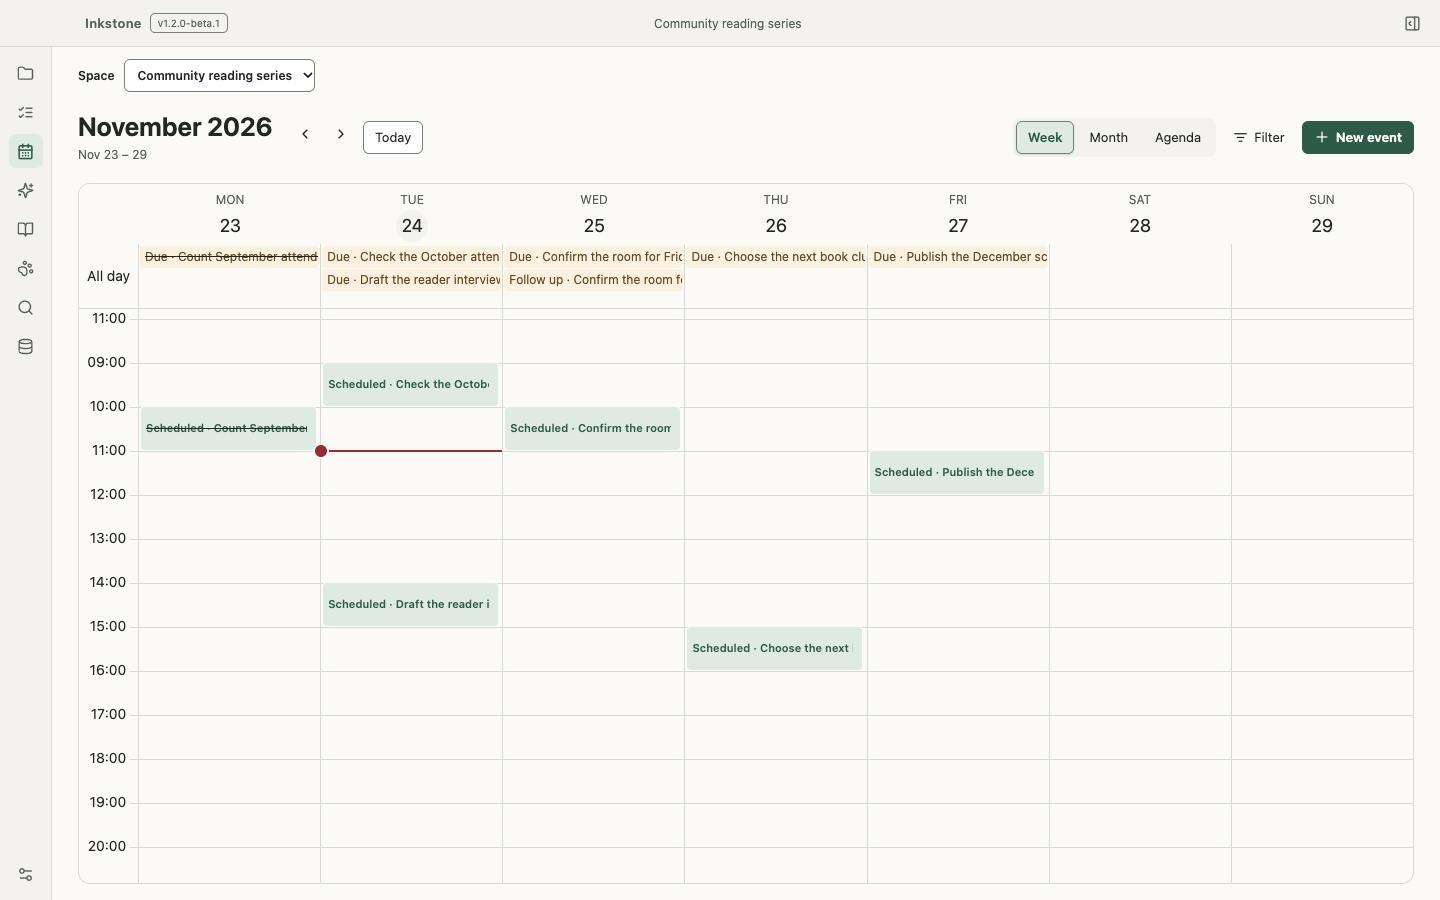 Inkstone v1.2.0-beta.1
Community reading series
Space Community reading series
November 2026
Nov 23 – 29
Today
Week Month Agenda Filter New event
MON TUE WED THU FRI SAT SUN
23 24 25 26 27 28 29
All day
Due · Count September attend
Due · Check the October atten
Due · Confirm the room for Frid
Due · Choose the next book clu
Due · Publish the December sc
Due · Draft the reader interview
Follow up · Confirm the room fo
11:00
09:00
Scheduled · Check the Octobe
10:00
Scheduled · Count September
Scheduled · Confirm the room
11:00
Scheduled · Publish the Dece
12:00
13:00
14:00
Scheduled · Draft the reader i
15:00
Scheduled · Choose the next
16:00
17:00
18:00
19:00
20:00